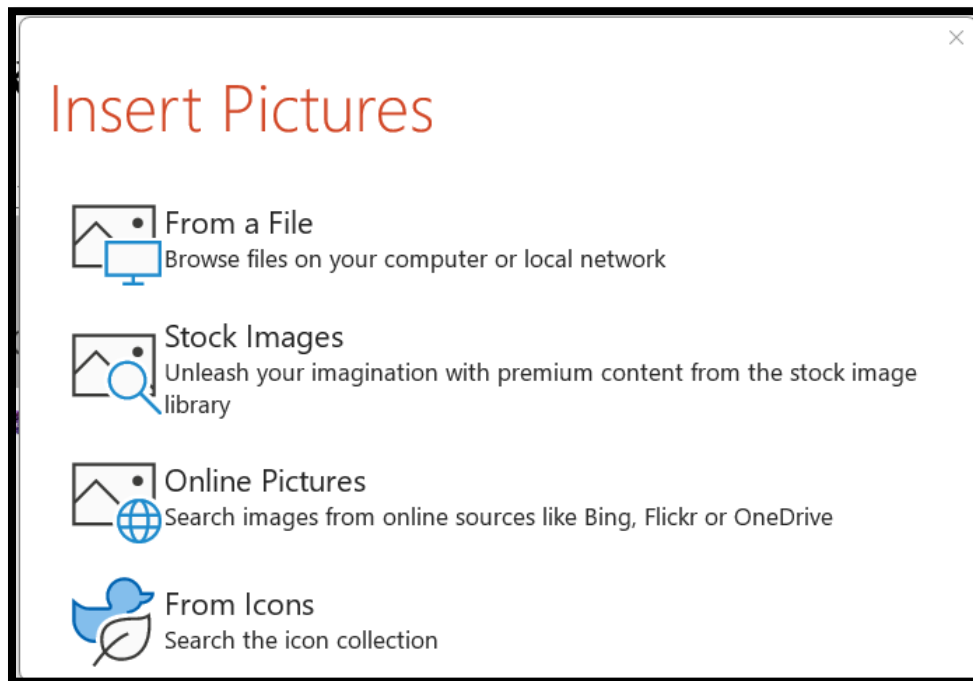 Insert Pictures
From a File
Browse files on your computer or local network
Stock Images
Unleash your imagination with premium content from the stock image
library
Online Pictures
Search images from online sources like Bing, Flickr or OneDrive
From Icons
Search the icon collection